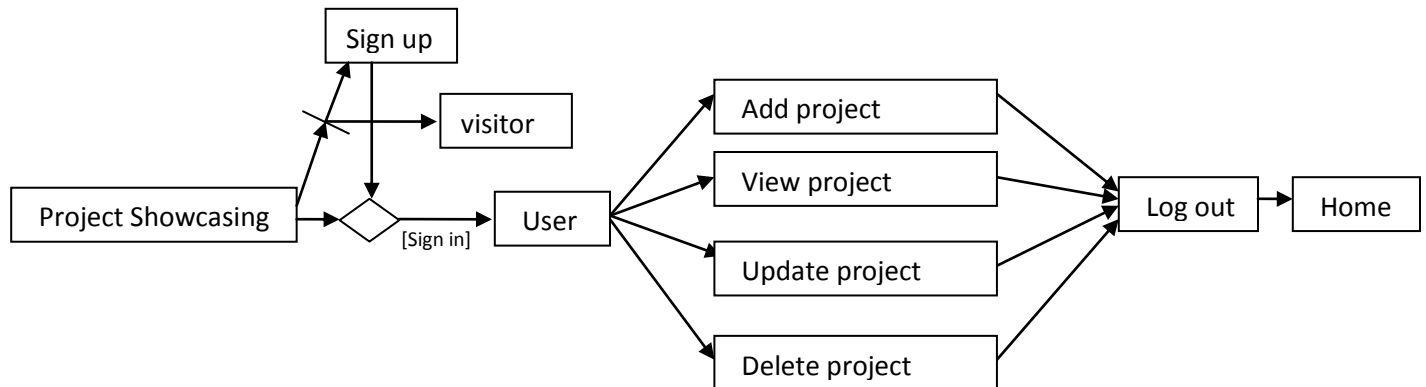 Sign up
visitor
Project Showcasing
[Sign in]
User
Add project
View project
Update project
Delete project
Log out
Home